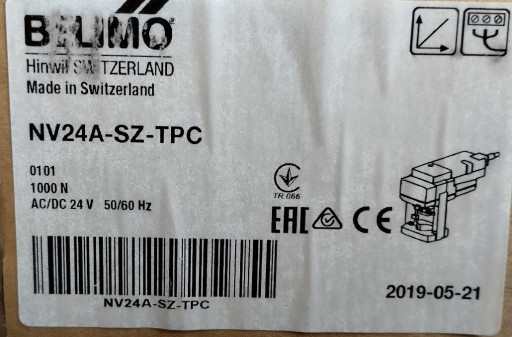 BELIMO®
Hinwil SWITZERLAND
Made in Switzerland
NV24A-SZ-TPC
0101
1000 N
AC/DC 24 V 50/60 Hz
TR 066
EAC CE
NV24A-SZ-TPC
2019-05-21